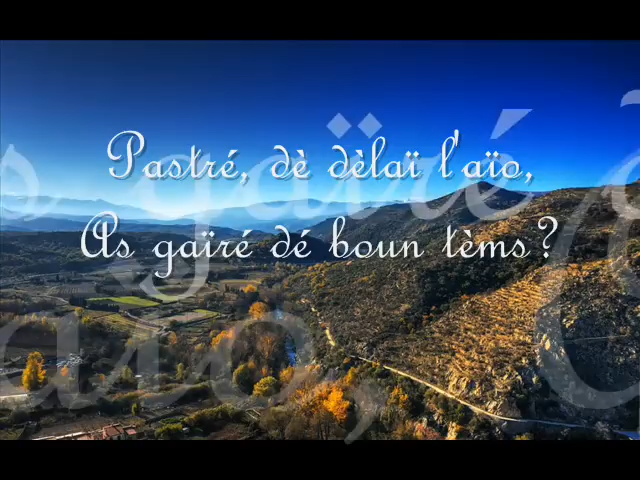 Pastré, dè dèlaï l'aïo,
As gaïré dé boun tèms?